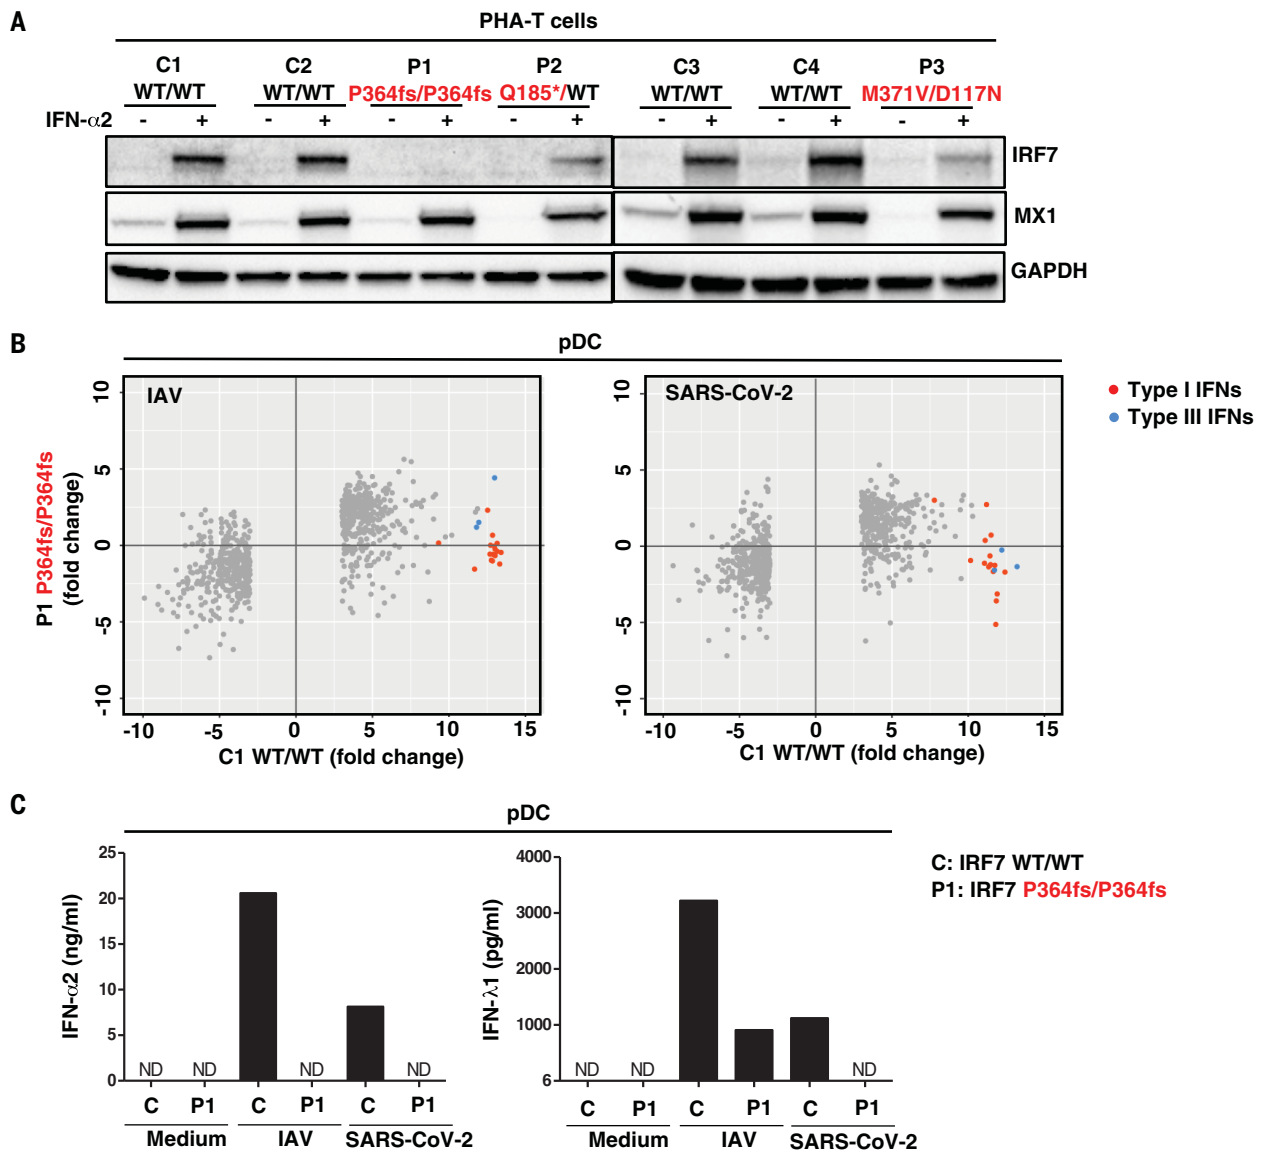 A
PHA-T cells
C1 C2 P1 P2 C3 C4 P3
WT/WT WT/WT P364fs/P364fs Q185*/WT WT/WT WT/WT M371V/D117N
IFN-α2 - + - + - + - + - + - + - +
IRF7
MX1
GAPDH
B
pDC
IAV
10
5
0
-5
-10
P1 P364fs/P364fs
(fold change)
-10 -5 0 5 10 15
C1 WT/WT (fold change)
SARS-CoV-2
10
5
0
-5
-10
-10 -5 0 5 10 15
C1 WT/WT (fold change)
Type I IFNs
Type III IFNs
C
pDC
IFN-α2 (ng/ml)
25
20
15
10
5
0
ND ND ND ND
C P1 C P1 C P1
Medium IAV SARS-CoV-2
IFN-λ1 (pg/ml)
4000
3000
2000
1000
6
ND ND ND
C P1 C P1 C P1
Medium IAV SARS-CoV-2
C: IRF7 WT/WT
P1: IRF7 P364fs/P364fs